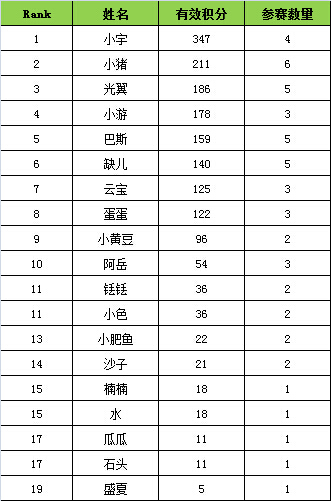 Rank 姓名 有效积分 参赛数量
1 小宇 347 4
2 小猪 211 6
3 光翼 186 5
4 小游 178 3
5 巴斯 159 5
6 缺儿 140 5
7 云宝 125 3
8 蛋蛋 122 3
9 小黄豆 96 2
10 阿岳 54 3
11 铥铥 36 2
11 小色 36 2
13 小肥鱼 22 2
14 沙子 21 2
15 楠楠 18 1
15 水 18 1
17 瓜瓜 11 1
17 石头 11 1
19 盛夏 5 1